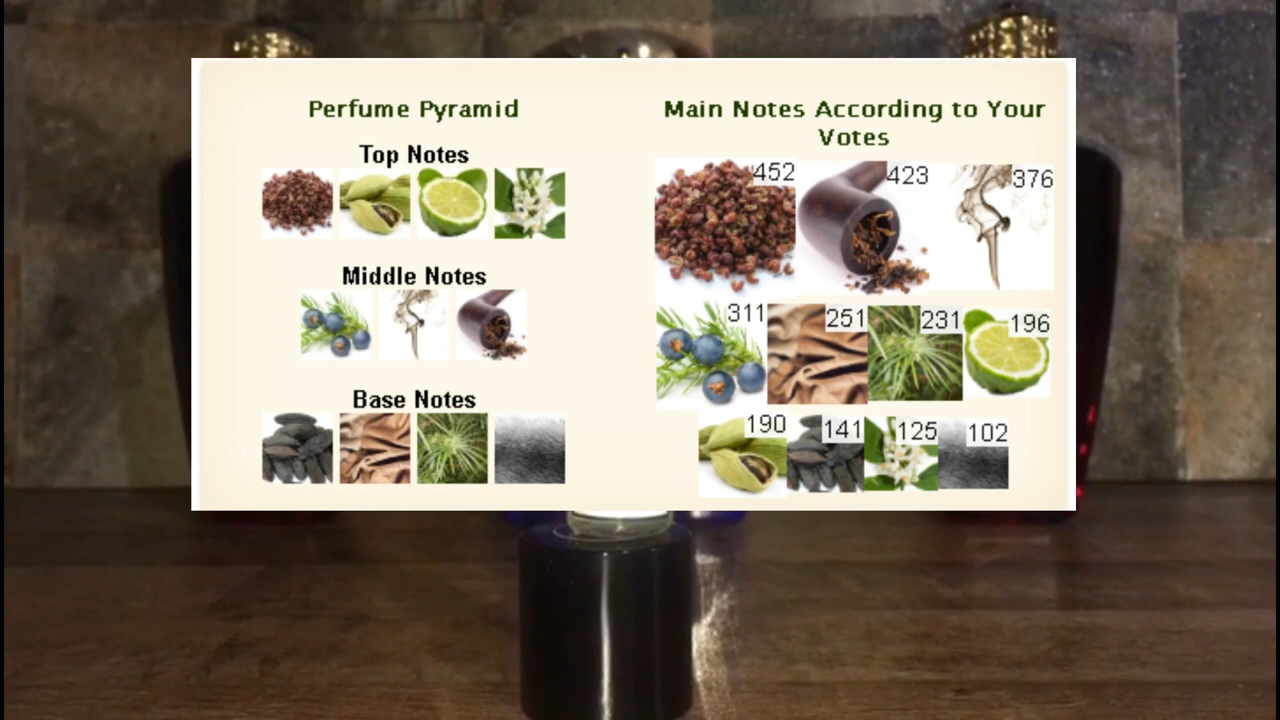 Perfume Pyramid
Top Notes
Middle Notes
Base Notes
Main Notes According to Your
Votes
452 423 376
311 251 231 196
190 141 125 102